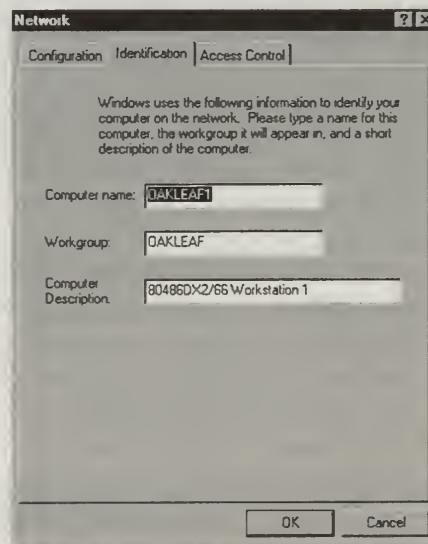 Network
Configuration Identification Access Control
Windows uses the following information to identify your
computer on the network. Please type a name for this
computer, the workgroup it will appear in, and a short
description of the computer.
Computer name: OAKLEAF1
Workgroup: OAKLEAF
Computer
Description: 80486DX2/66 Workstation 1
OK Cancel